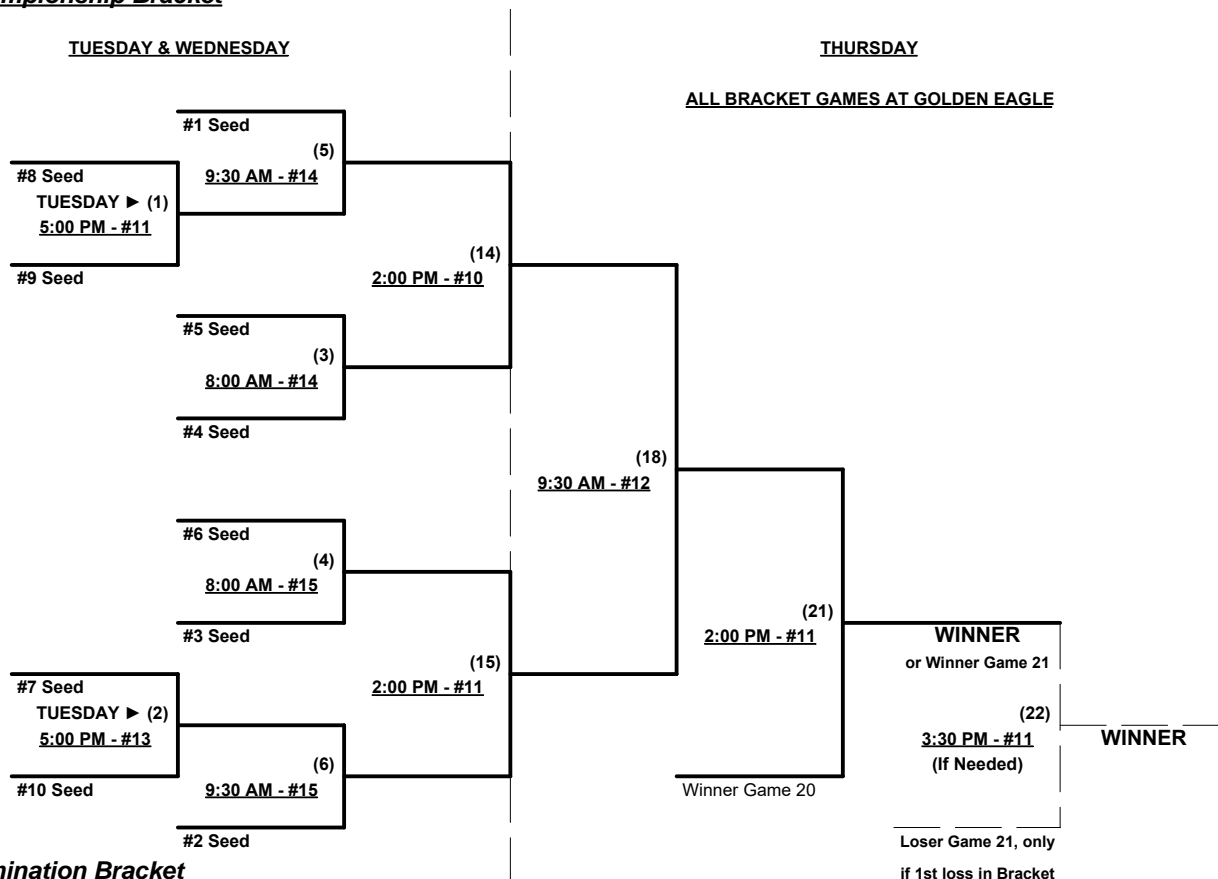 TUESDAY & WEDNESDAY
THURSDAY
ALL BRACKET GAMES AT GOLDEN EAGLE
#1 Seed
(5)
9:30 AM - #14
#8 Seed
TUESDAY ► (1)
5:00 PM - #11
#9 Seed
(14)
2:00 PM - #10
#5 Seed
(3)
8:00 AM - #14
#4 Seed
(18)
9:30 AM - #12
#6 Seed
(4)
8:00 AM - #15
#3 Seed
(15)
2:00 PM - #11
#7 Seed
TUESDAY ► (2)
5:00 PM - #13
#10 Seed
(6)
9:30 AM - #15
#2 Seed
(21)
2:00 PM - #11
Winner Game 20
WINNER
or Winner Game 21
(22)
3:30 PM - #11
(If Needed)
WINNER
Loser Game 21, only
if 1st loss in Bracket
Bracket